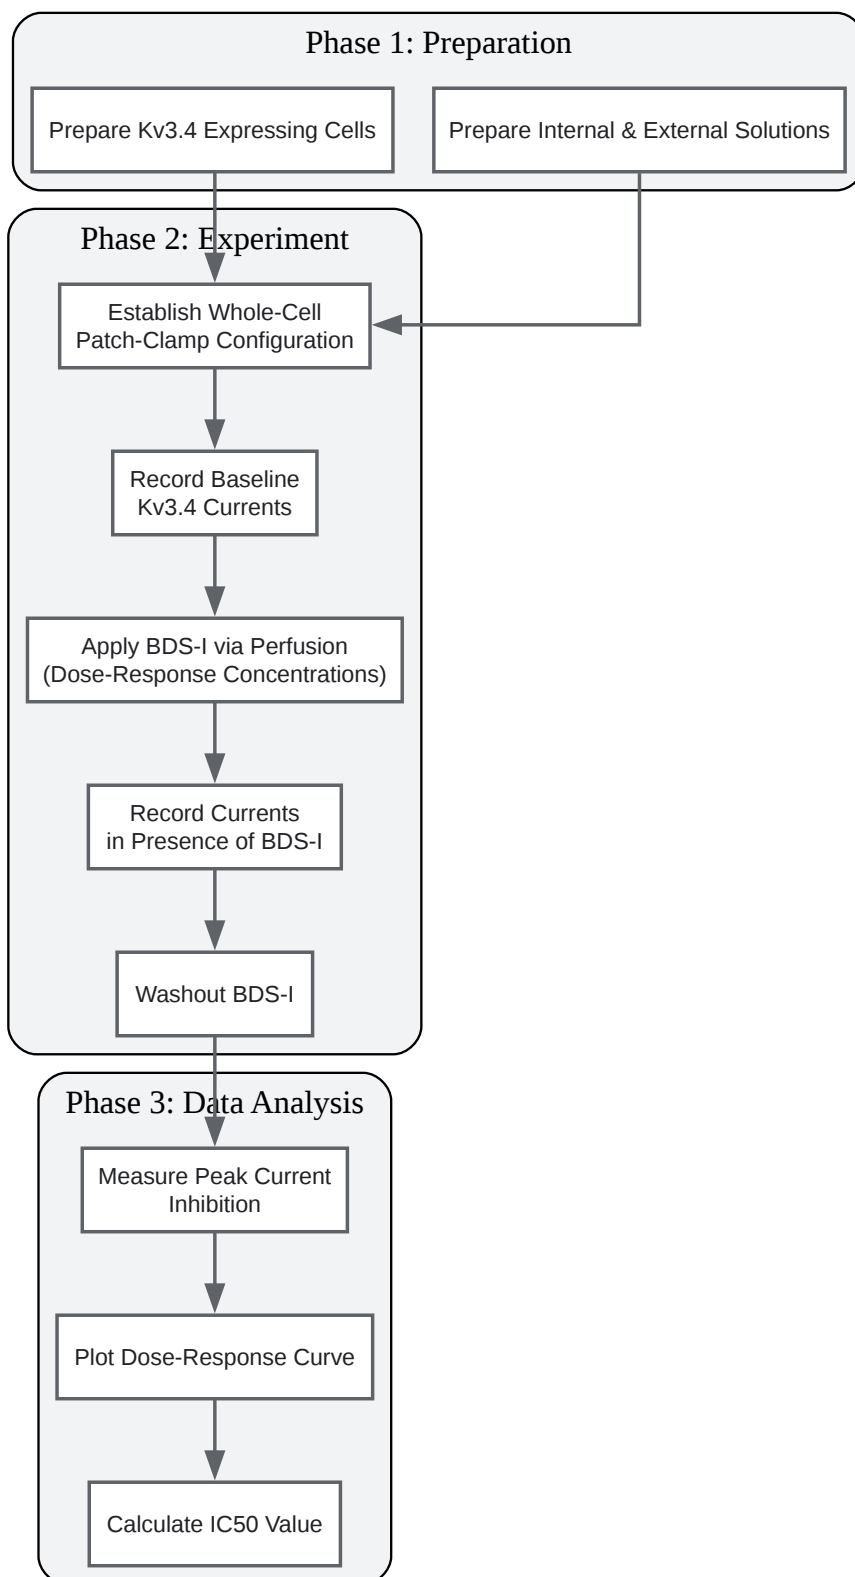 Phase 1: Preparation
Prepare Kv3.4 Expressing Cells
Prepare Internal & External Solutions
Phase 2: Experiment
Establish Whole-Cell
Patch-Clamp Configuration
Record Baseline
Kv3.4 Currents
Apply BDS-I via Perfusion
(Dose-Response Concentrations)
Record Currents
in Presence of BDS-I
Washout BDS-I
Phase 3: Data Analysis
Measure Peak Current
Inhibition
Plot Dose-Response Curve
Calculate IC50 Value